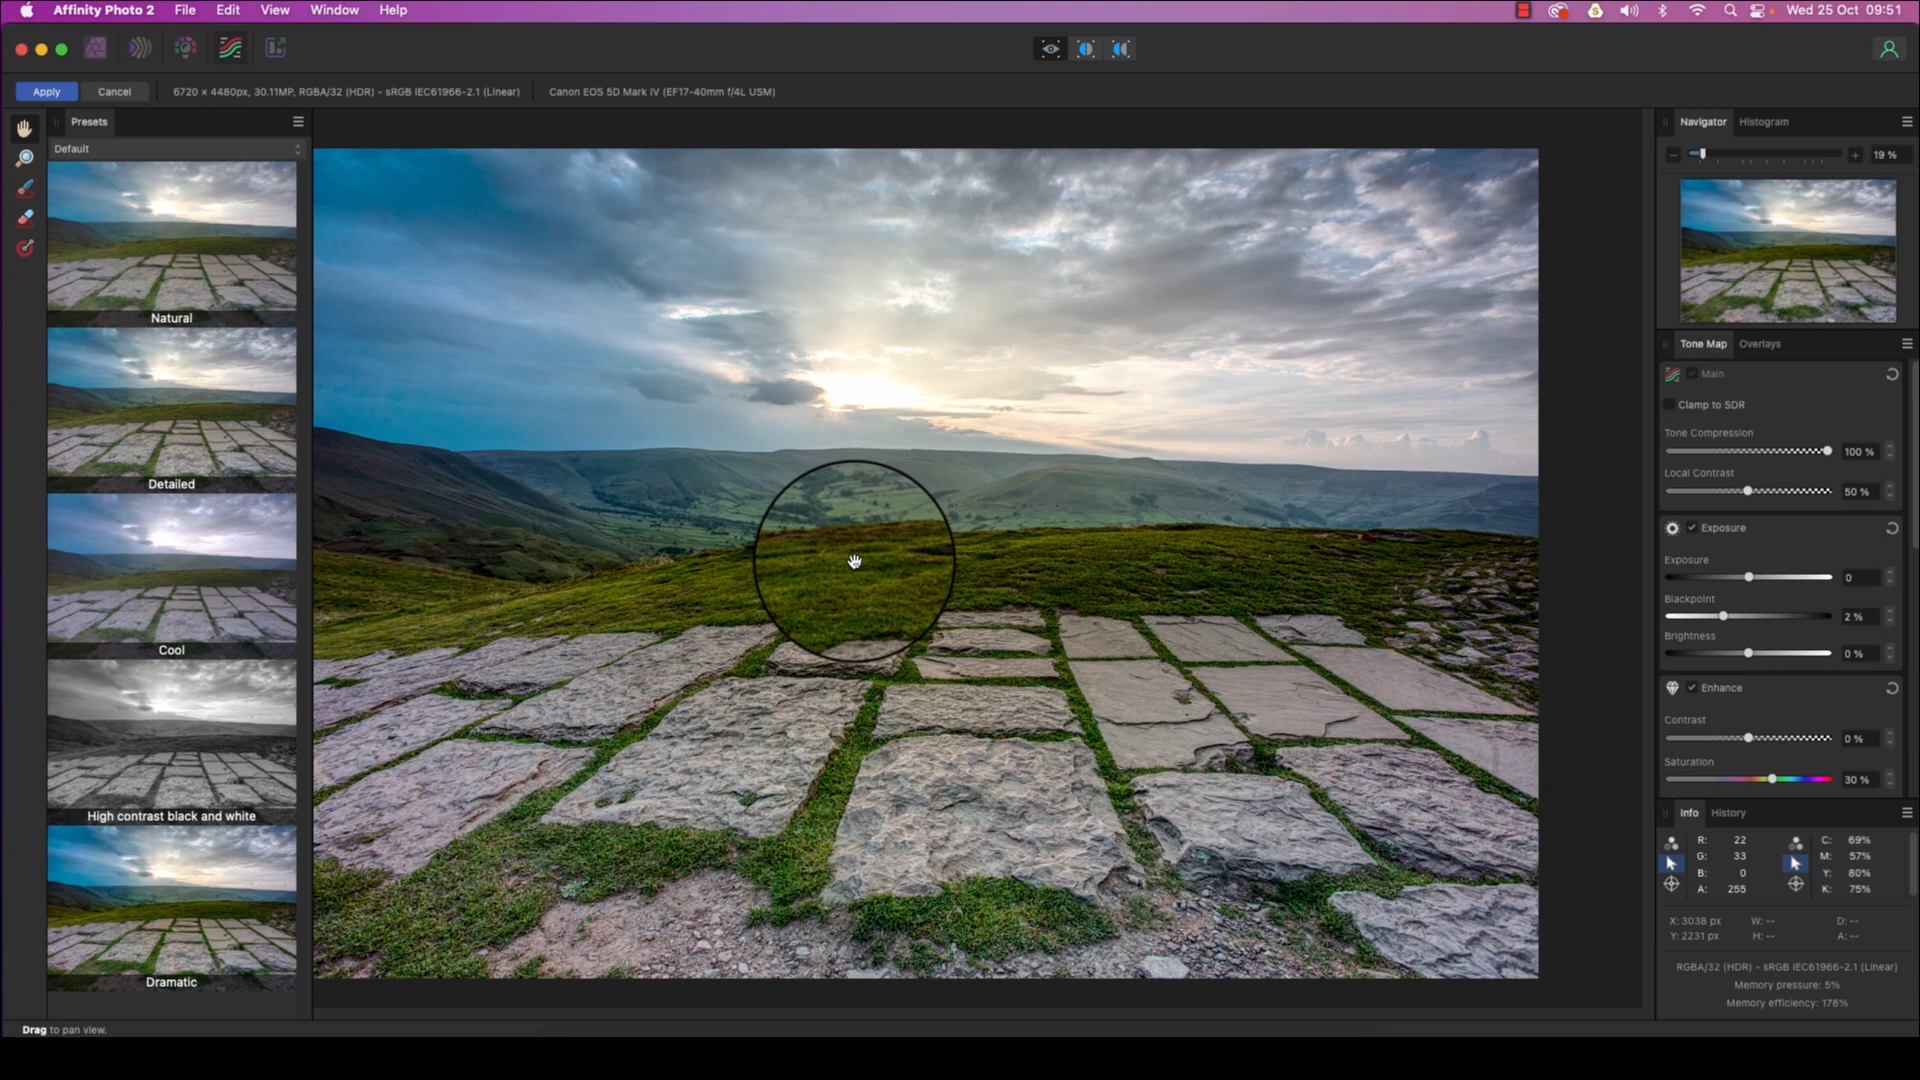 Affinity Photo 2 File Edit View Window Help
Wed 25 Oct 09:51
Apply Cancel 6720 × 4480px, 30.11MP, RGBA/32 (HDR) - sRGB IEC61966-2.1 (Linear) Canon EOS 5D Mark IV (EF17-40mm f/4L USM)
Presets
Default
Natural
Detailed
Cool
High contrast black and white
Dramatic
Navigator Histogram
19 %
Tone Map Overlays
Main
Clamp to SDR
Tone Compression
100 %
Local Contrast
50 %
Exposure
Exposure
0
Blackpoint
2 %
Brightness
0 %
Enhance
Contrast
0 %
Saturation
30 %
Info History
R: 22 C: 69%
G: 33 M: 57%
B: 0 Y: 80%
A: 255 K: 75%
X: 3038 px W: -- D: --
Y: 2231 px H: -- A: --
RGBA/32 (HDR) - sRGB IEC61966-2.1 (Linear)
Memory pressure: 5%
Memory efficiency: 178%
Drag to pan view.